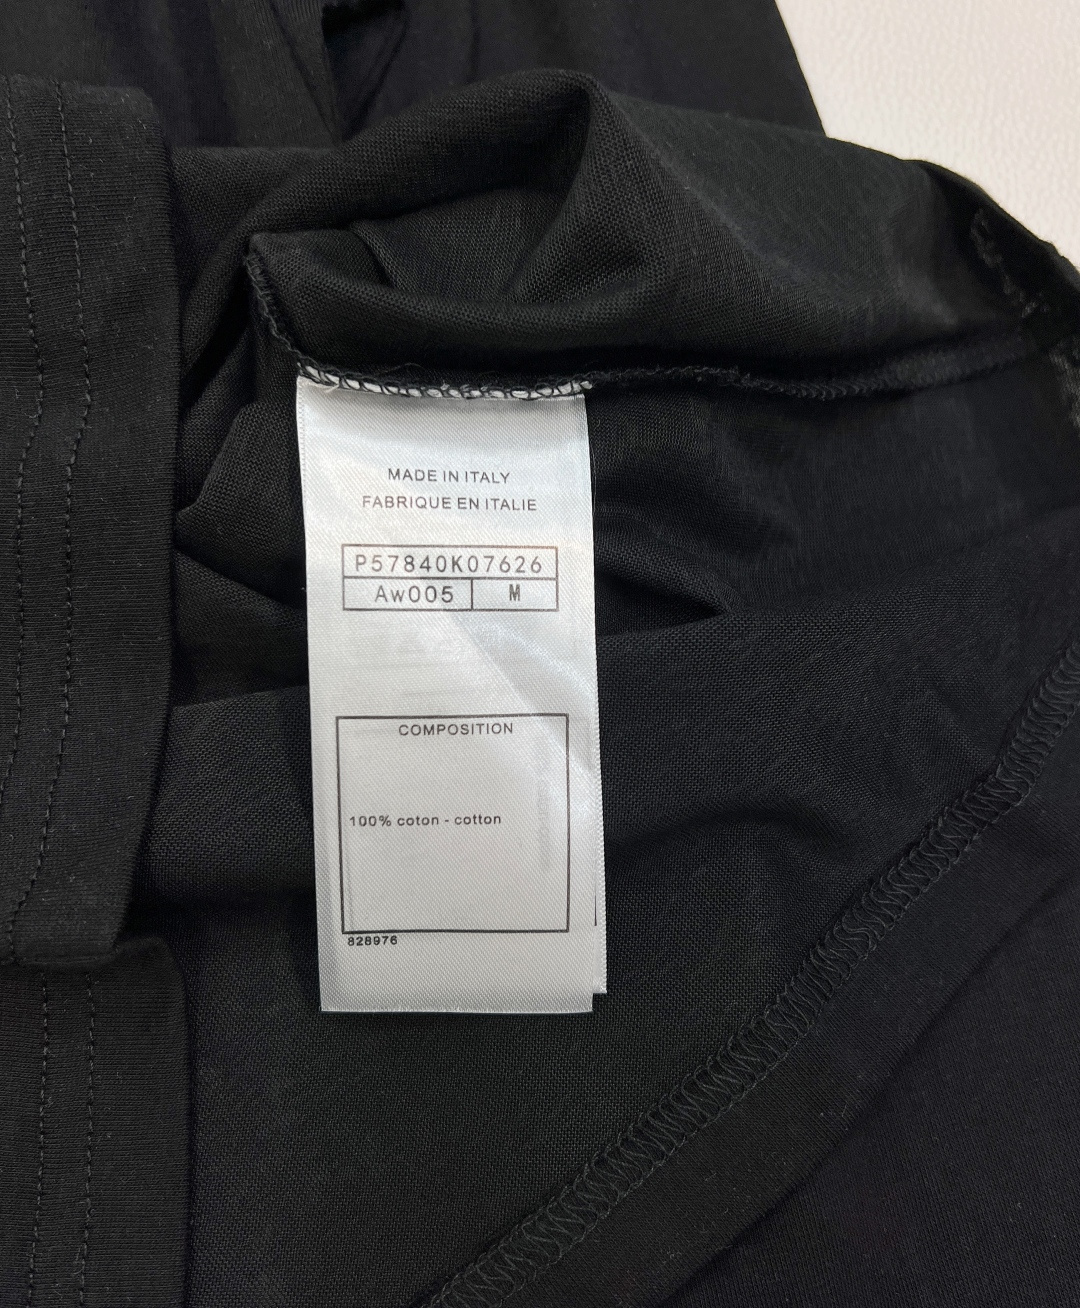 MADE IN ITALY
FABRIQUE EN ITALIE
P57840K07626
Aw005 M
COMPOSITION
100% coton - cotton
828976